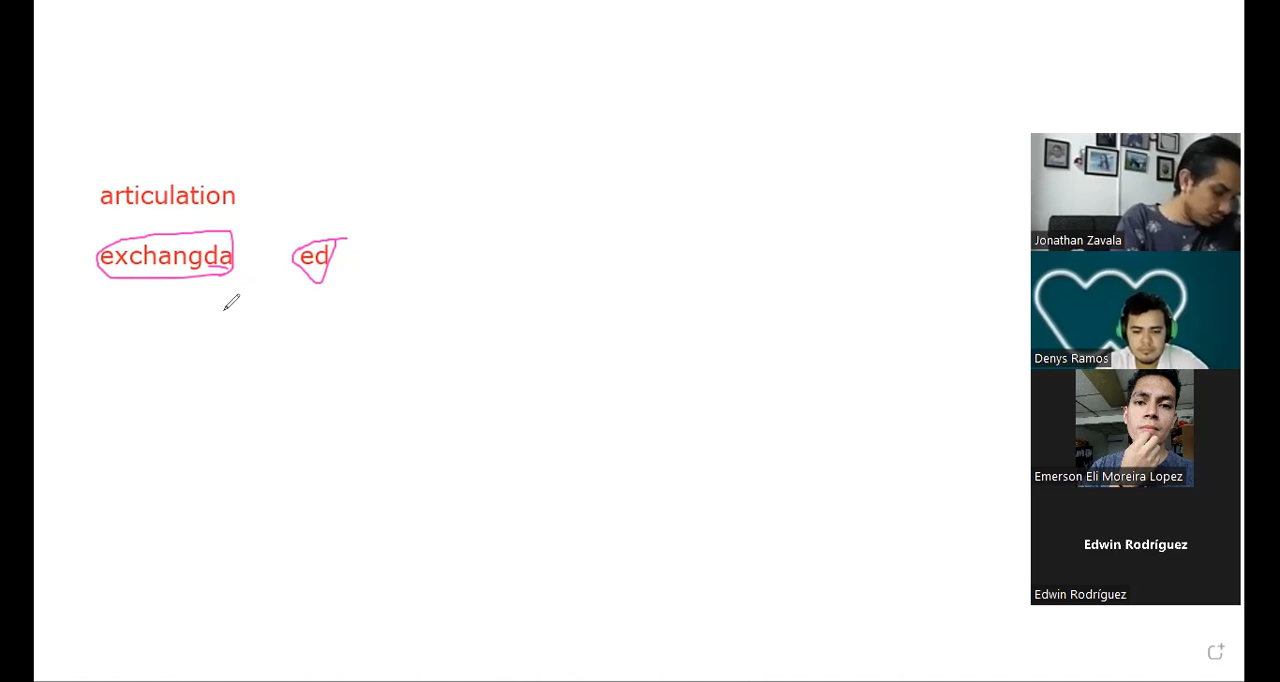 articulation
exchangda ed
Jonathan Zavala
Denys Ramos
Emerson Eli Moreira Lopez
Edwin Rodríguez
Edwin Rodríguez